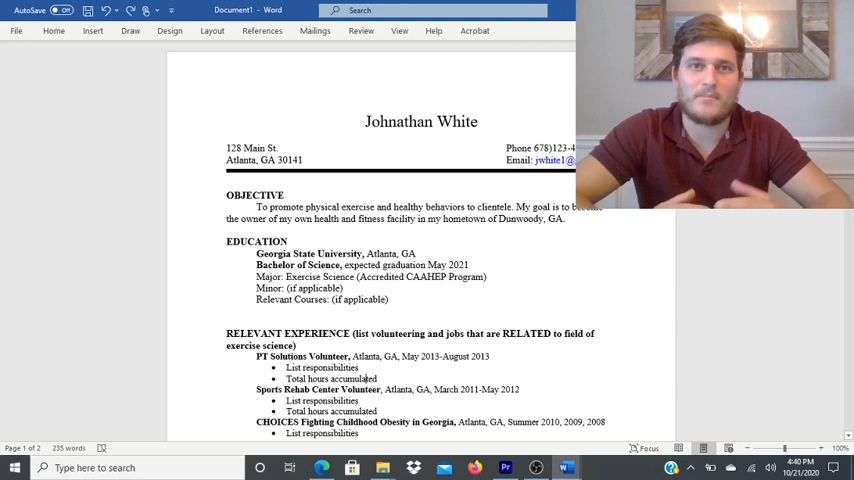 AutoSave Off Document1 - Word Search
File Home Insert Draw Design Layout References Mailings Review View Help Acrobat
Johnathan White
128 Main St. Phone 678)123-4
Atlanta, GA 30141 Email: jwhite1@
OBJECTIVE
To promote physical exercise and healthy behaviors to clientele. My goal is to become
the owner of my own health and fitness facility in my hometown of Dunwoody, GA.
EDUCATION
Georgia State University, Atlanta, GA
Bachelor of Science, expected graduation May 2021
Major: Exercise Science (Accredited CAAHEP Program)
Minor: (if applicable)
Relevant Courses: (if applicable)
RELEVANT EXPERIENCE (list volunteering and jobs that are RELATED to field of
exercise science)
PT Solutions Volunteer, Atlanta, GA, May 2013-August 2013
• List responsibilities
• Total hours accumulated
Sports Rehab Center Volunteer, Atlanta, GA, March 2011-May 2012
• List responsibilities
• Total hours accumulated
CHOICES Fighting Childhood Obesity in Georgia, Atlanta, GA, Summer 2010, 2009, 2008
• List responsibilities
Page 1 of 2 235 words Focus 100%
Type here to search Pr 4:40 PM
10/21/2020